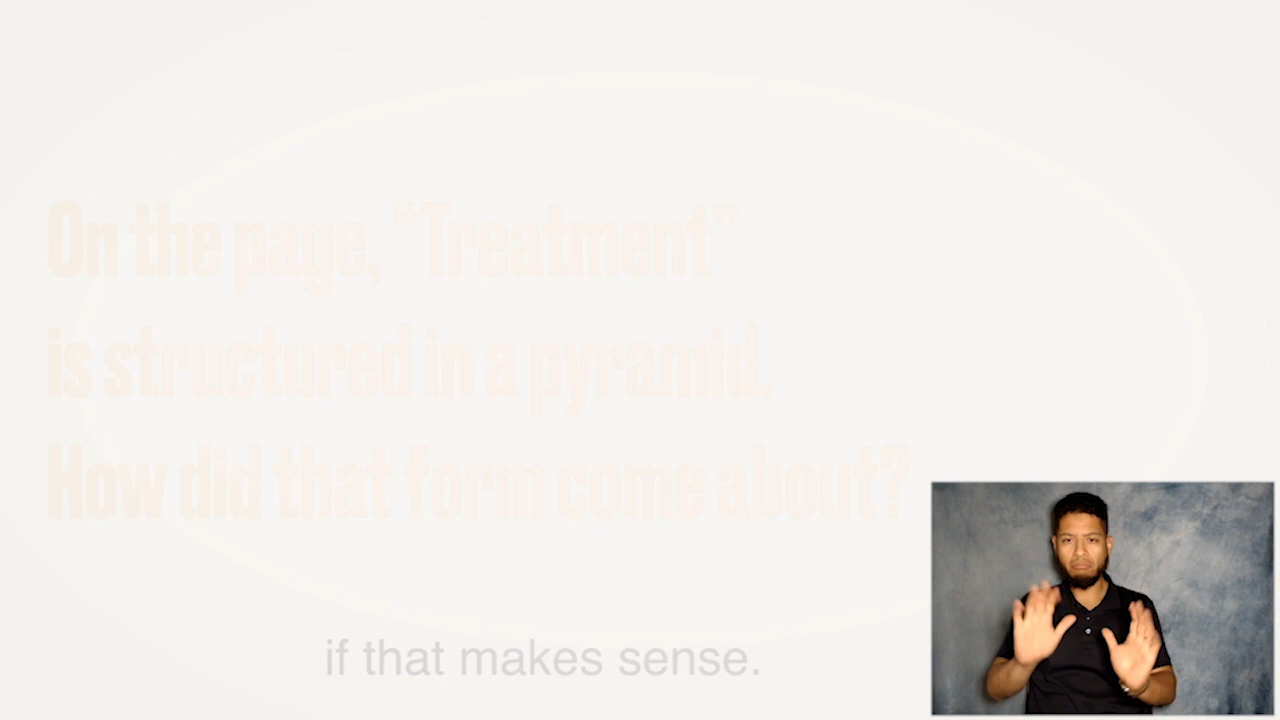 On the page, “Treatment”
is structured in a pyramid.
How did that form come about?
if that makes sense.